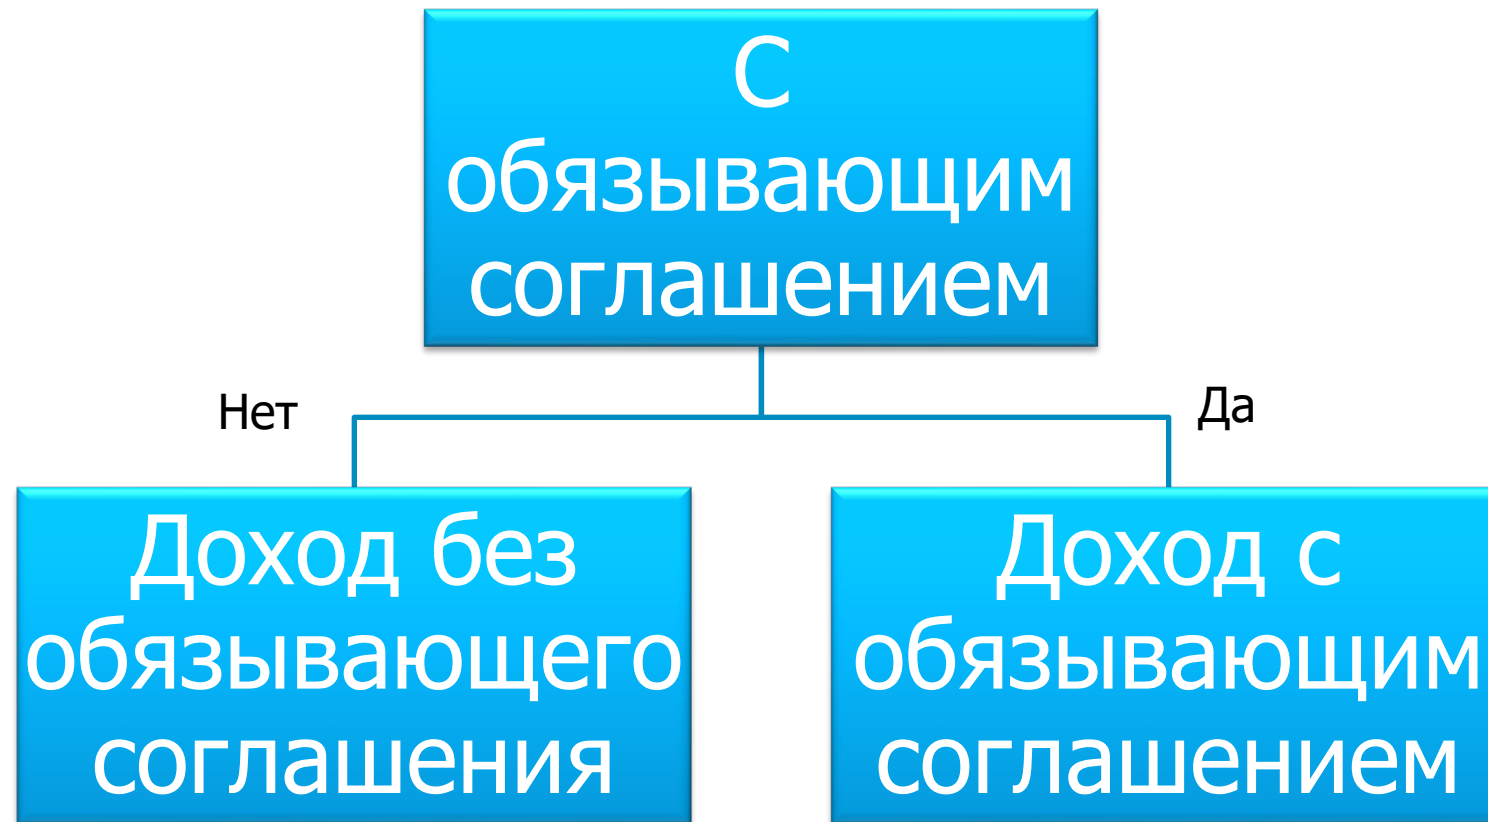 С
обязывающим
соглашением
Нет
Да
Доход без
обязывающего
соглашения
Доход с
обязывающим
соглашением